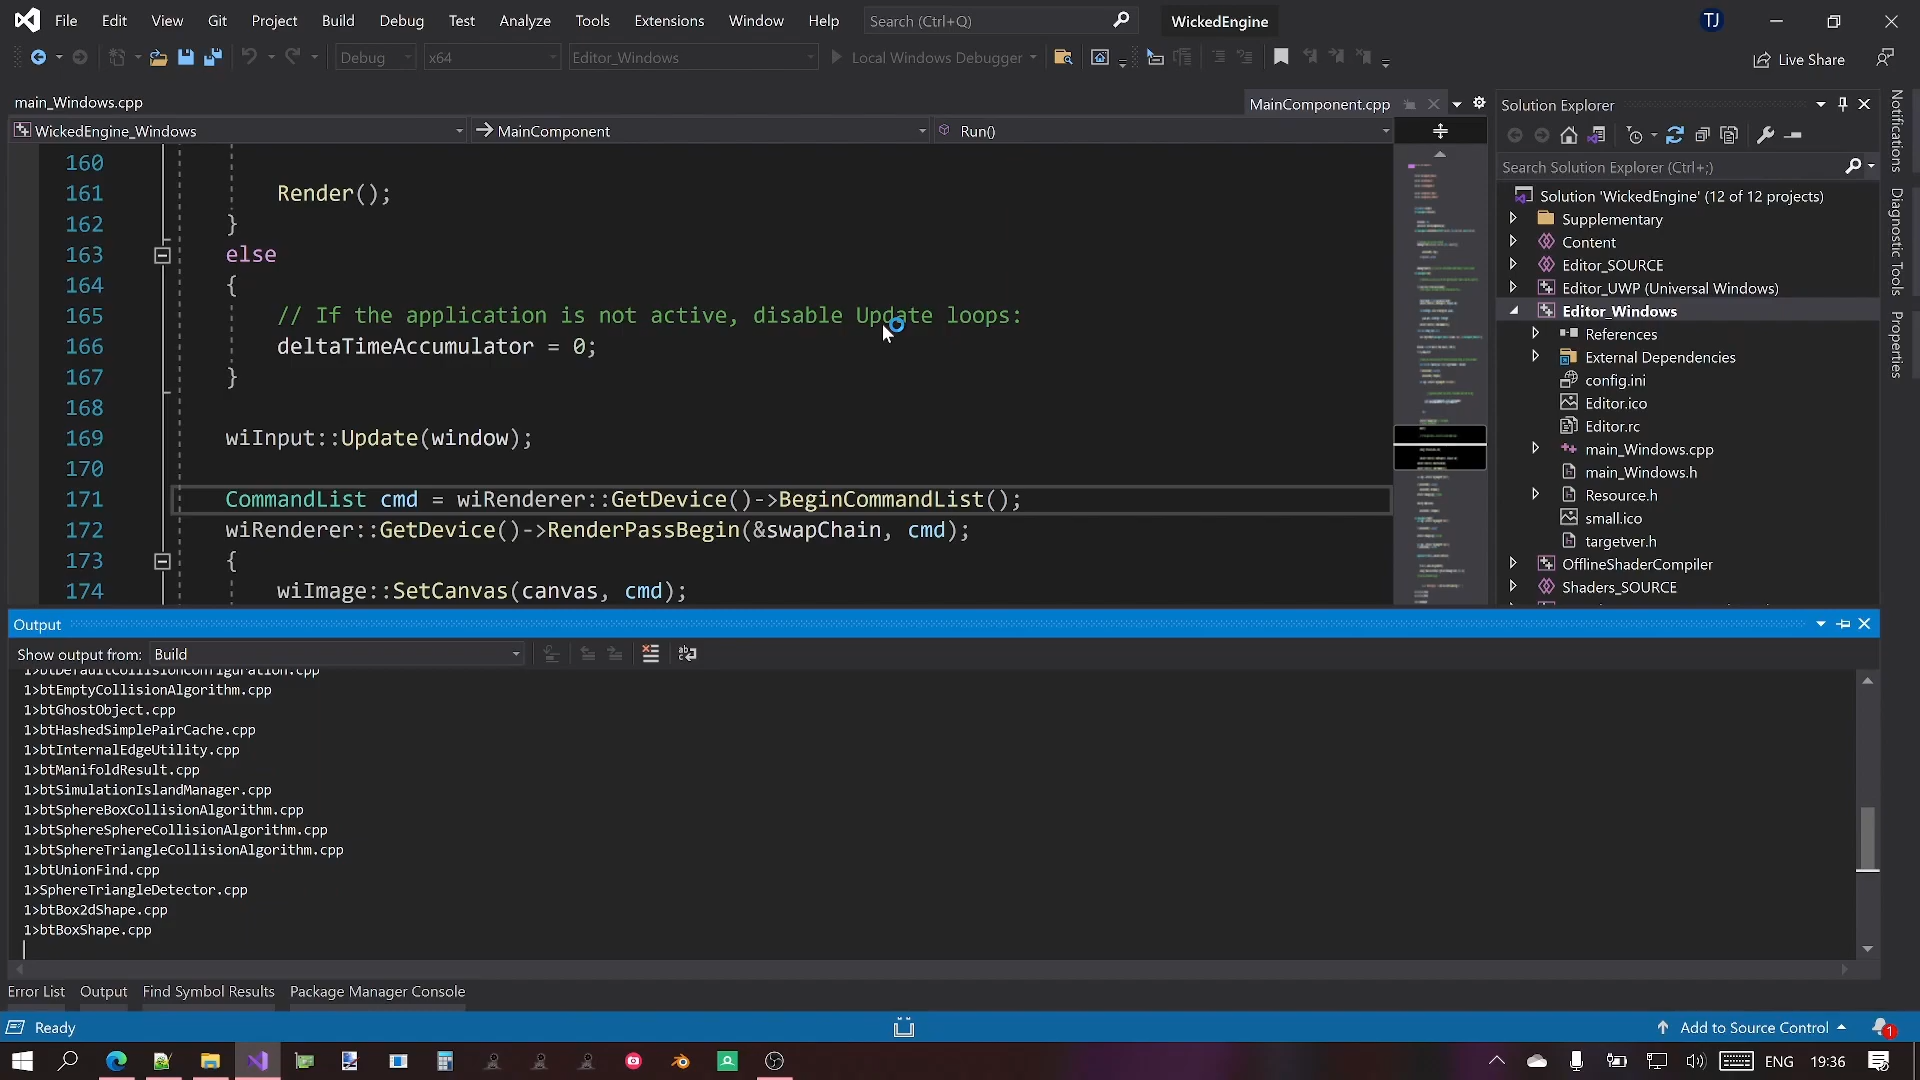 File Edit View Git Project Build Debug Test Analyze Tools Extensions Window Help Search (Ctrl+Q) WickedEngine TJ
Debug x64 Editor_Windows Local Windows Debugger Live Share
main_Windows.cpp MainComponent.cpp
WickedEngine_Windows MainComponent Run()
160
161 Render();
162 }
163 else
164 {
165 // If the application is not active, disable Update loops:
166 deltaTimeAccumulator = 0;
167 }
168
169 wiInput::Update(window);
170
171 CommandList cmd = wiRenderer::GetDevice()->BeginCommandList();
172 wiRenderer::GetDevice()->RenderPassBegin(&swapChain, cmd);
173 {
174 wiImage::SetCanvas(canvas, cmd);
Solution Explorer
Search Solution Explorer (Ctrl+;)
Solution 'WickedEngine' (12 of 12 projects)
Supplementary
Content
Editor_SOURCE
Editor_UWP (Universal Windows)
Editor_Windows
References
External Dependencies
config.ini
Editor.ico
Editor.rc
main_Windows.cpp
main_Windows.h
Resource.h
small.ico
targetver.h
OfflineShaderCompiler
Shaders_SOURCE
Notifications
Diagnostic Tools
Properties
Output
Show output from: Build
1>btDefaultCollisionConfiguration.cpp
1>btEmptyCollisionAlgorithm.cpp
1>btGhostObject.cpp
1>btHashedSimplePairCache.cpp
1>btInternalEdgeUtility.cpp
1>btManifoldResult.cpp
1>btSimulationIslandManager.cpp
1>btSphereBoxCollisionAlgorithm.cpp
1>btSphereSphereCollisionAlgorithm.cpp
1>btSphereTriangleCollisionAlgorithm.cpp
1>btUnionFind.cpp
1>SphereTriangleDetector.cpp
1>btBox2dShape.cpp
1>btBoxShape.cpp
Error List Output Find Symbol Results Package Manager Console
Ready Add to Source Control 1
ENG 19:36